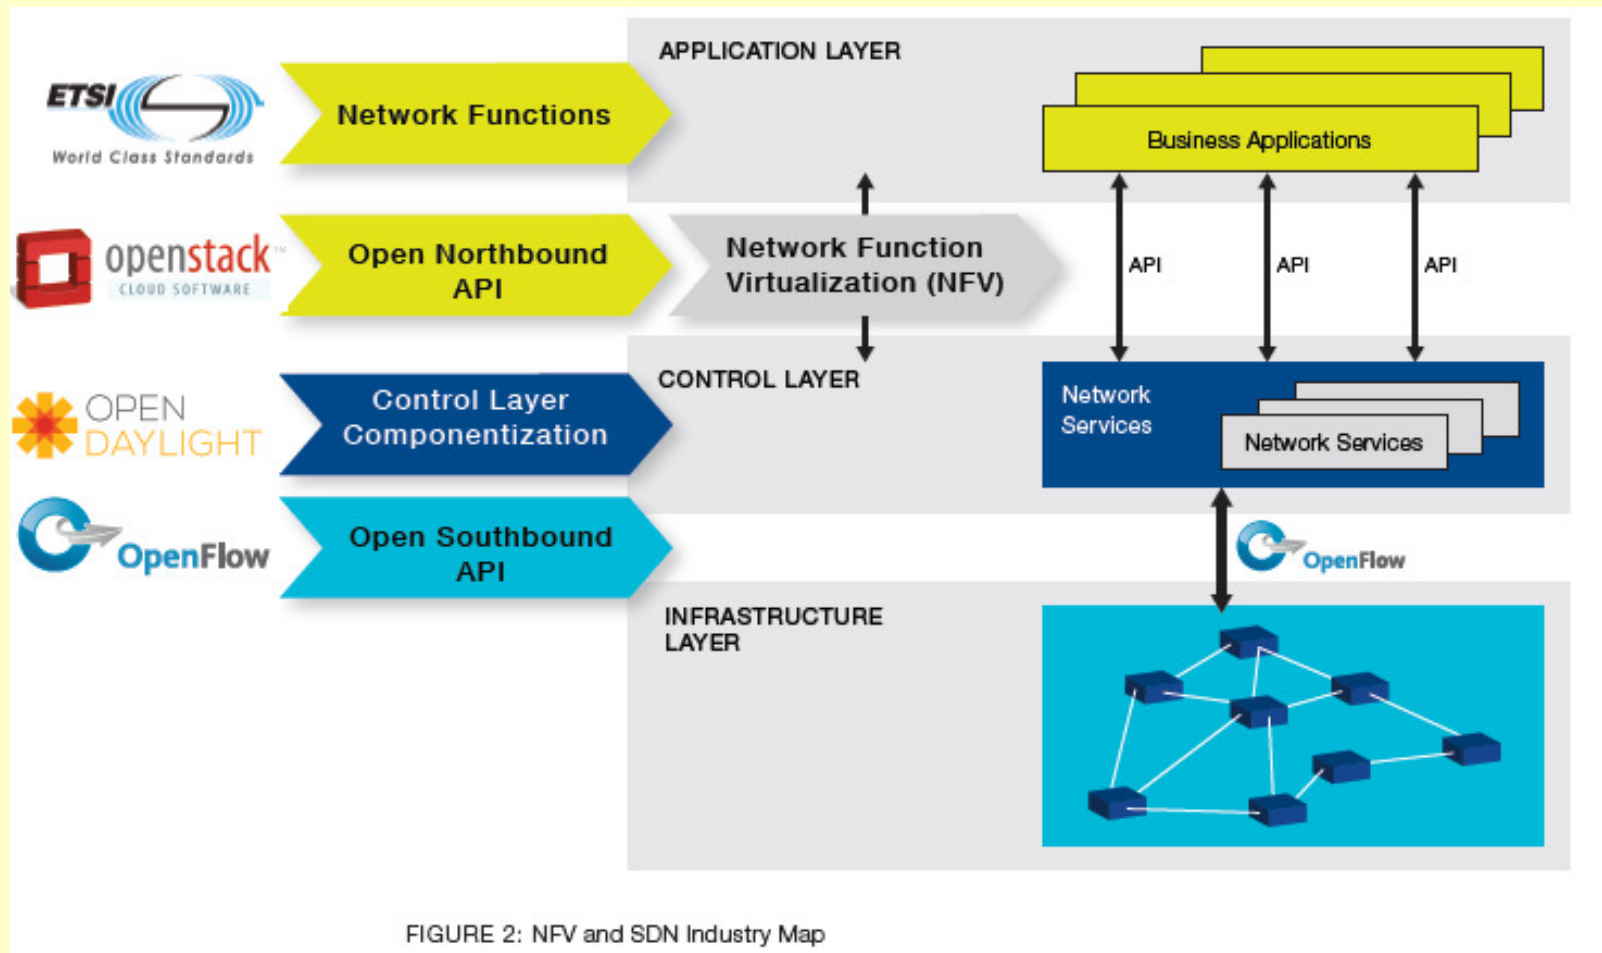 APPLICATION LAYER
ETSI
World Class Standards
Network Functions
Business Applications
openstack™
CLOUD SOFTWARE
Open Northbound
API
Network Function
Virtualization (NFV)
API
API
API
OPEN
DAYLIGHT
Control Layer
Componentization
CONTROL LAYER
Network
Services
Network Services
OpenFlow
Open Southbound
API
OpenFlow
INFRASTRUCTURE
LAYER
FIGURE 2: NFV and SDN Industry Map